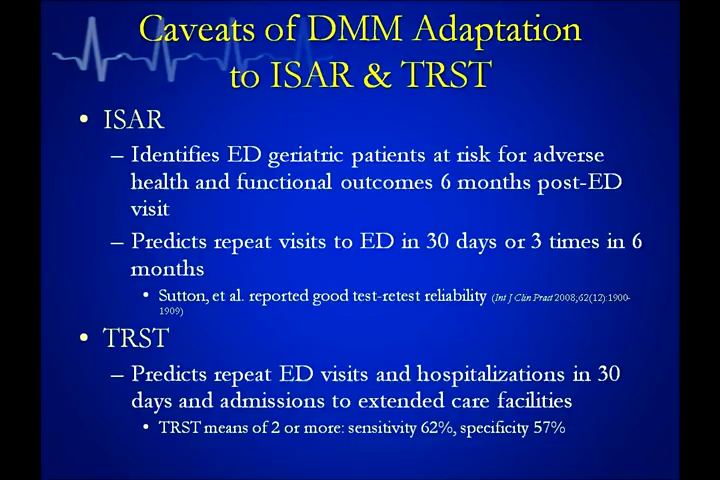 Caveats of DMM Adaptation
to ISAR & TRST
• ISAR
– Identifies ED geriatric patients at risk for adverse
health and functional outcomes 6 months post-ED
visit
– Predicts repeat visits to ED in 30 days or 3 times in 6
months
• Sutton, et al. reported good test-retest reliability (Int J Clin Pract 2008;62(12):1900-
1909)
• TRST
– Predicts repeat ED visits and hospitalizations in 30
days and admissions to extended care facilities
• TRST means of 2 or more: sensitivity 62%, specificity 57%